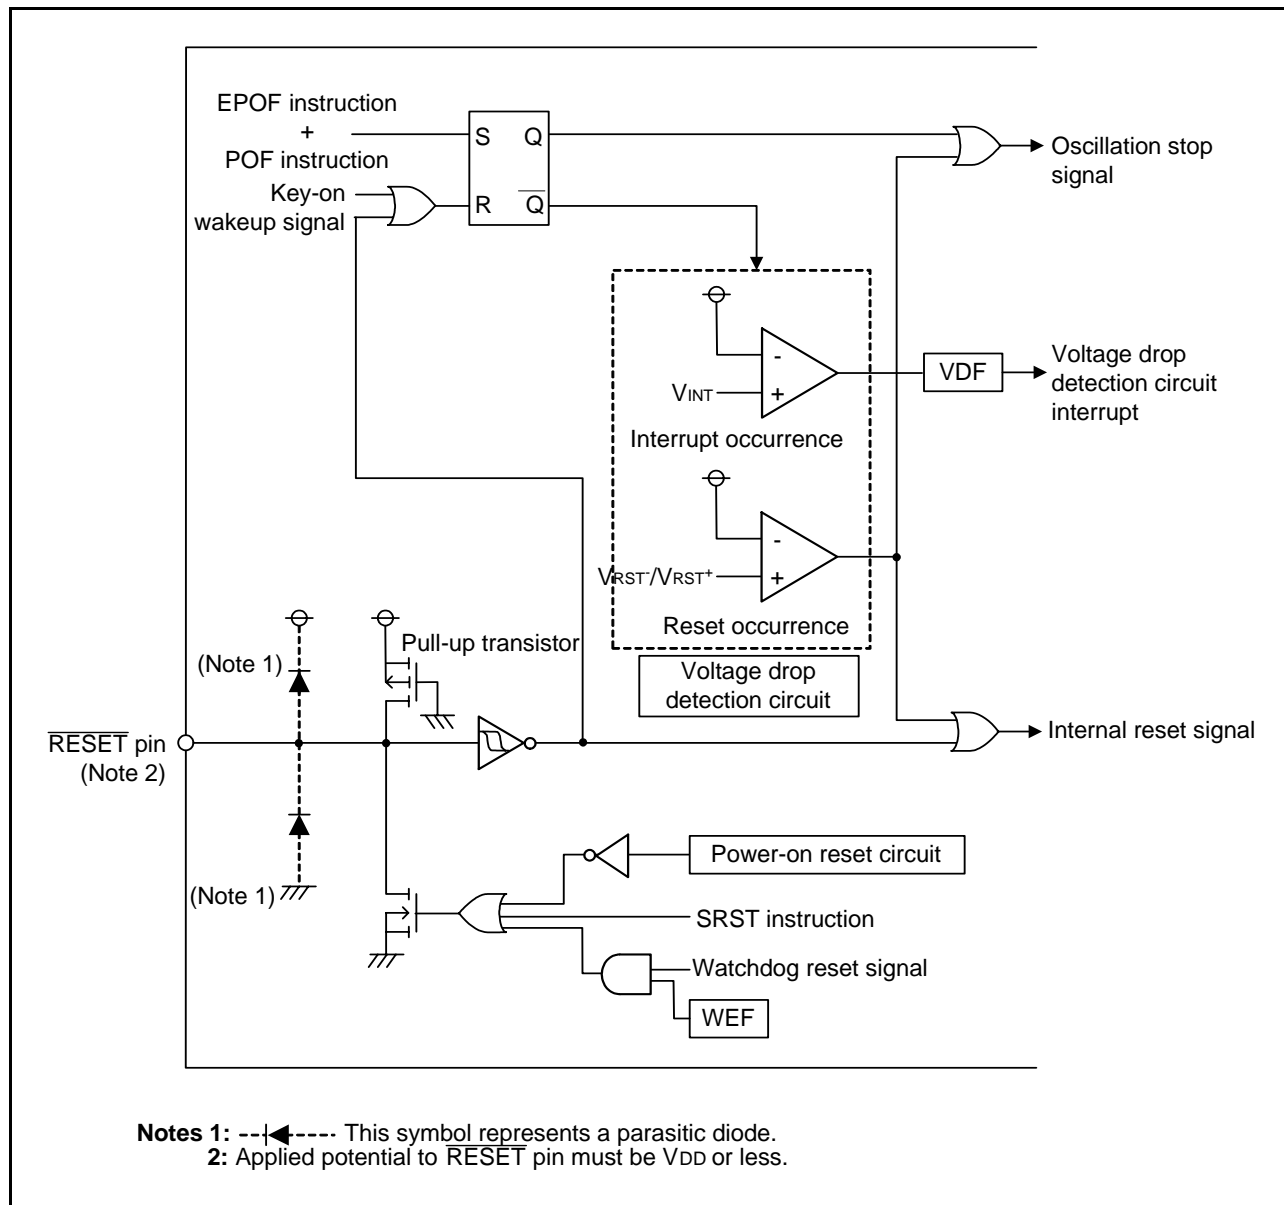 EPOF instruction
+
POF instruction
Key-on
wakeup signal
S Q
R Q
Oscillation stop
signal
-
+
VINT
Interrupt occurrence
VDF
Voltage drop
detection circuit
interrupt
-
+
VRST-/VRST+
Reset occurrence
Voltage drop
detection circuit
Pull-up transistor
(Note 1)
RESET pin
(Note 2)
Internal reset signal
(Note 1)
Power-on reset circuit
SRST instruction
Watchdog reset signal
WEF
Notes 1: This symbol represents a parasitic diode.
2: Applied potential to RESET pin must be VDD or less.